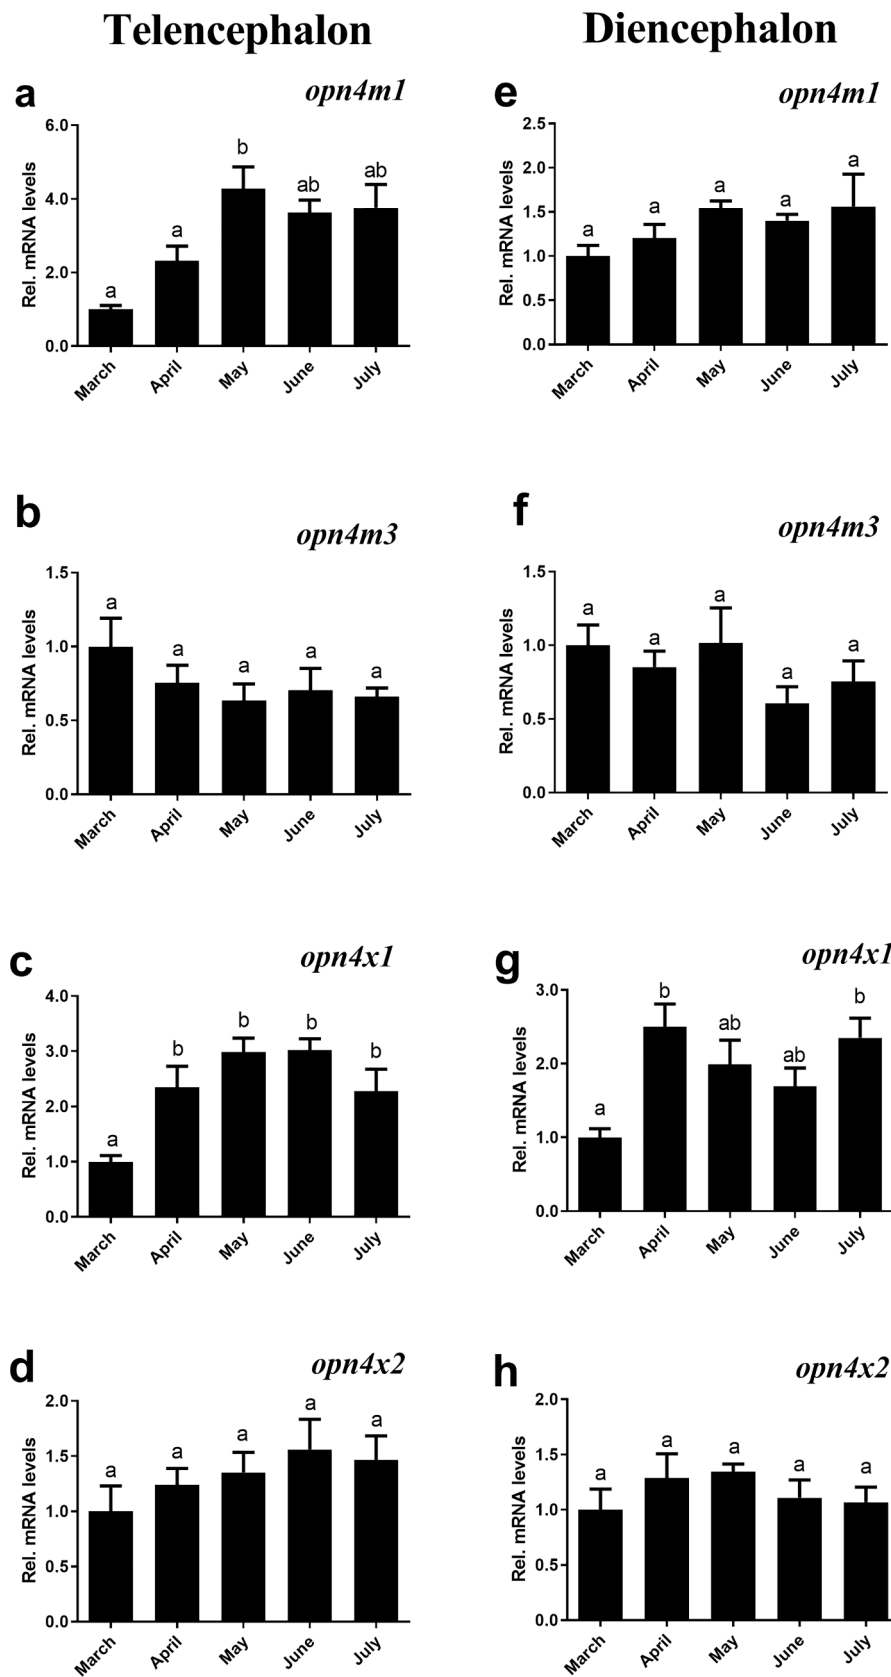 Telencephalon
Diencephalon
a
opn4m1
Rel. mRNA levels
6.0
4.0
2.0
0.0
a
a
b
ab
ab
March
April
May
June
July
e
opn4m1
Rel. mRNA levels
2.5
2.0
1.5
1.0
0.5
0.0
a
a
a
a
a
March
April
May
June
July
b
opn4m3
Rel. mRNA levels
1.5
1.0
0.5
0.0
a
a
a
a
a
March
April
May
June
July
f
opn4m3
Rel. mRNA levels
1.5
1.0
0.5
0.0
a
a
a
a
a
March
April
May
June
July
c
opn4x1
Rel. mRNA levels
4.0
3.0
2.0
1.0
0.0
a
b
b
b
b
March
April
May
June
July
g
opn4x1
Rel. mRNA levels
3.0
2.0
1.0
0.0
a
b
ab
ab
b
March
April
May
June
July
d
opn4x2
Rel. mRNA levels
2.0
1.5
1.0
0.5
0.0
a
a
a
a
a
March
April
May
June
July
h
opn4x2
Rel. mRNA levels
2.0
1.5
1.0
0.5
0.0
a
a
a
a
a
March
April
May
June
July